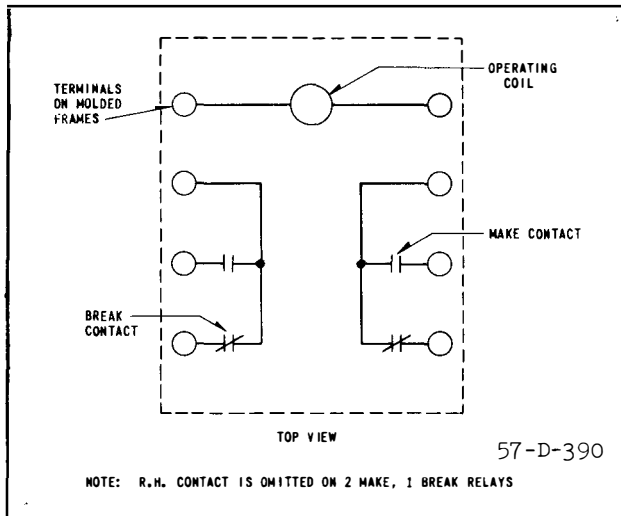 TERMINALS
ON MOLDED
FRAMES
OPERATING
COIL
MAKE CONTACT
BREAK
CONTACT
TOP VIEW
57-D-390
NOTE: R.H. CONTACT IS OMITTED ON 2 MAKE, 1 BREAK RELAYS